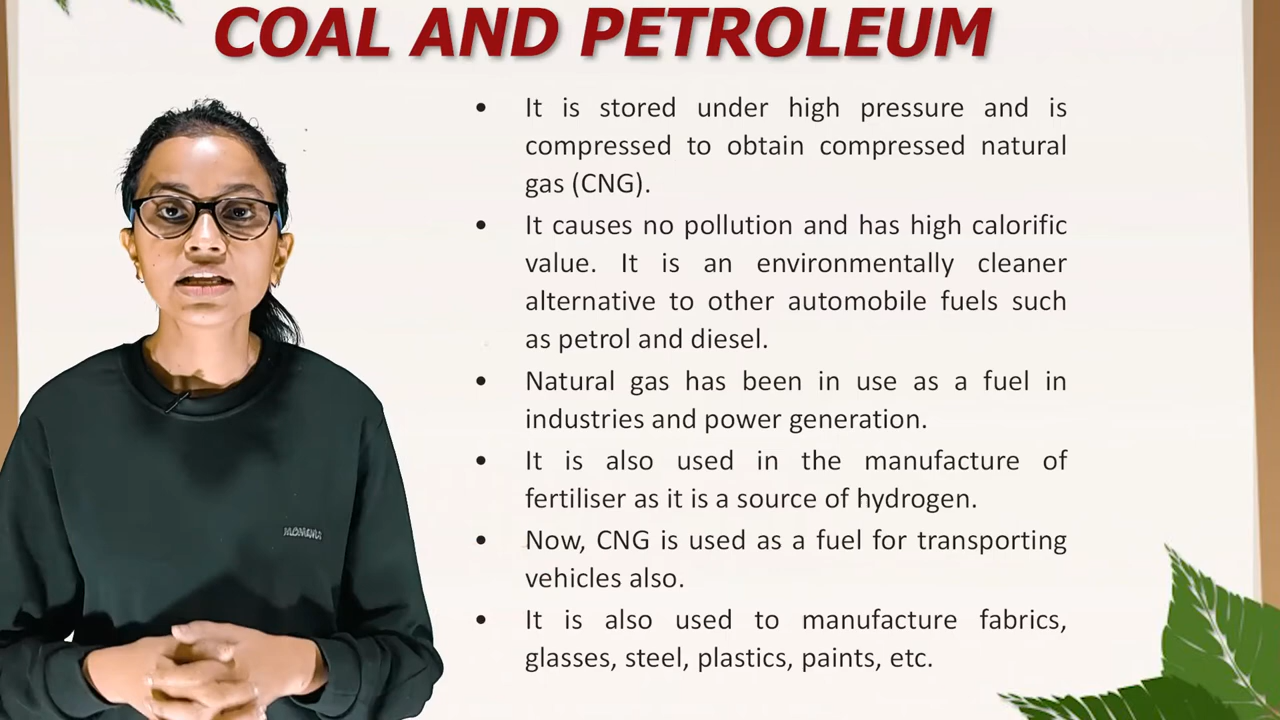 COAL AND PETROLEUM
• It is stored under high pressure and is
compressed to obtain compressed natural
gas (CNG).
• It causes no pollution and has high calorific
value. It is an environmentally cleaner
alternative to other automobile fuels such
as petrol and diesel.
• Natural gas has been in use as a fuel in
industries and power generation.
• It is also used in the manufacture of
fertiliser as it is a source of hydrogen.
• Now, CNG is used as a fuel for transporting
vehicles also.
• It is also used to manufacture fabrics,
glasses, steel, plastics, paints, etc.